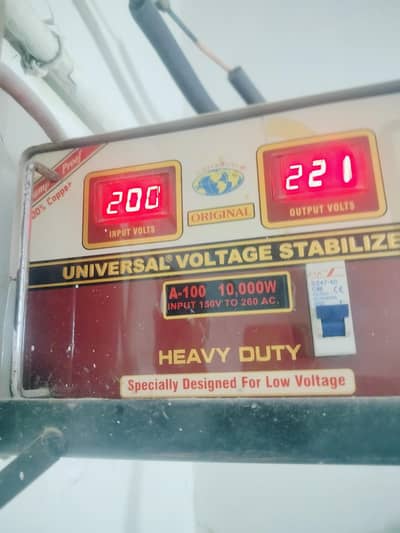 Proof
100% Copper
200
INPUT VOLTS
ORIGINAL
221
OUTPUT VOLTS
UNIVERSAL® VOLTAGE STABILIZE
A-100 10,000W
INPUT 150V TO 260 AC.
HEAVY DUTY
Specially Designed For Low Voltage